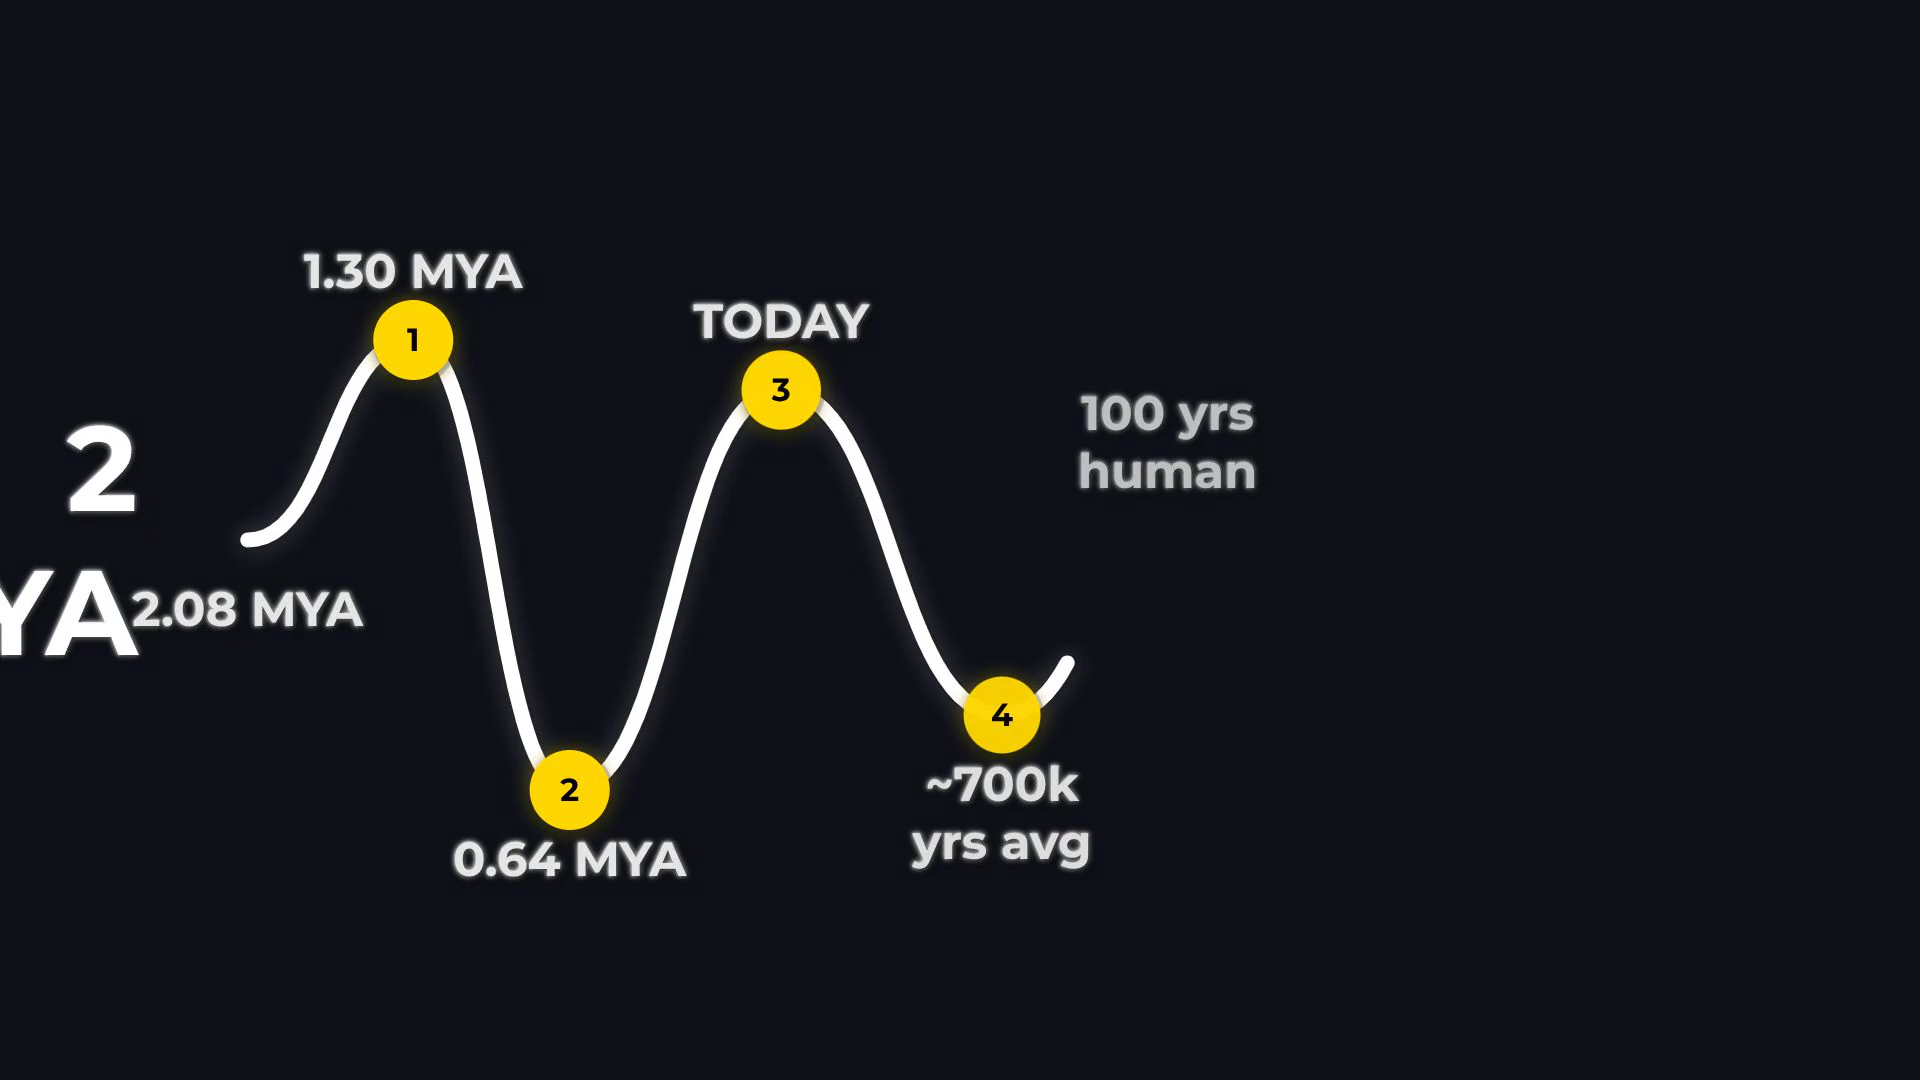 2
YA
2.08 MYA
1.30 MYA
1
2
0.64 MYA
TODAY
3
4
~700k
yrs avg
100 yrs
human